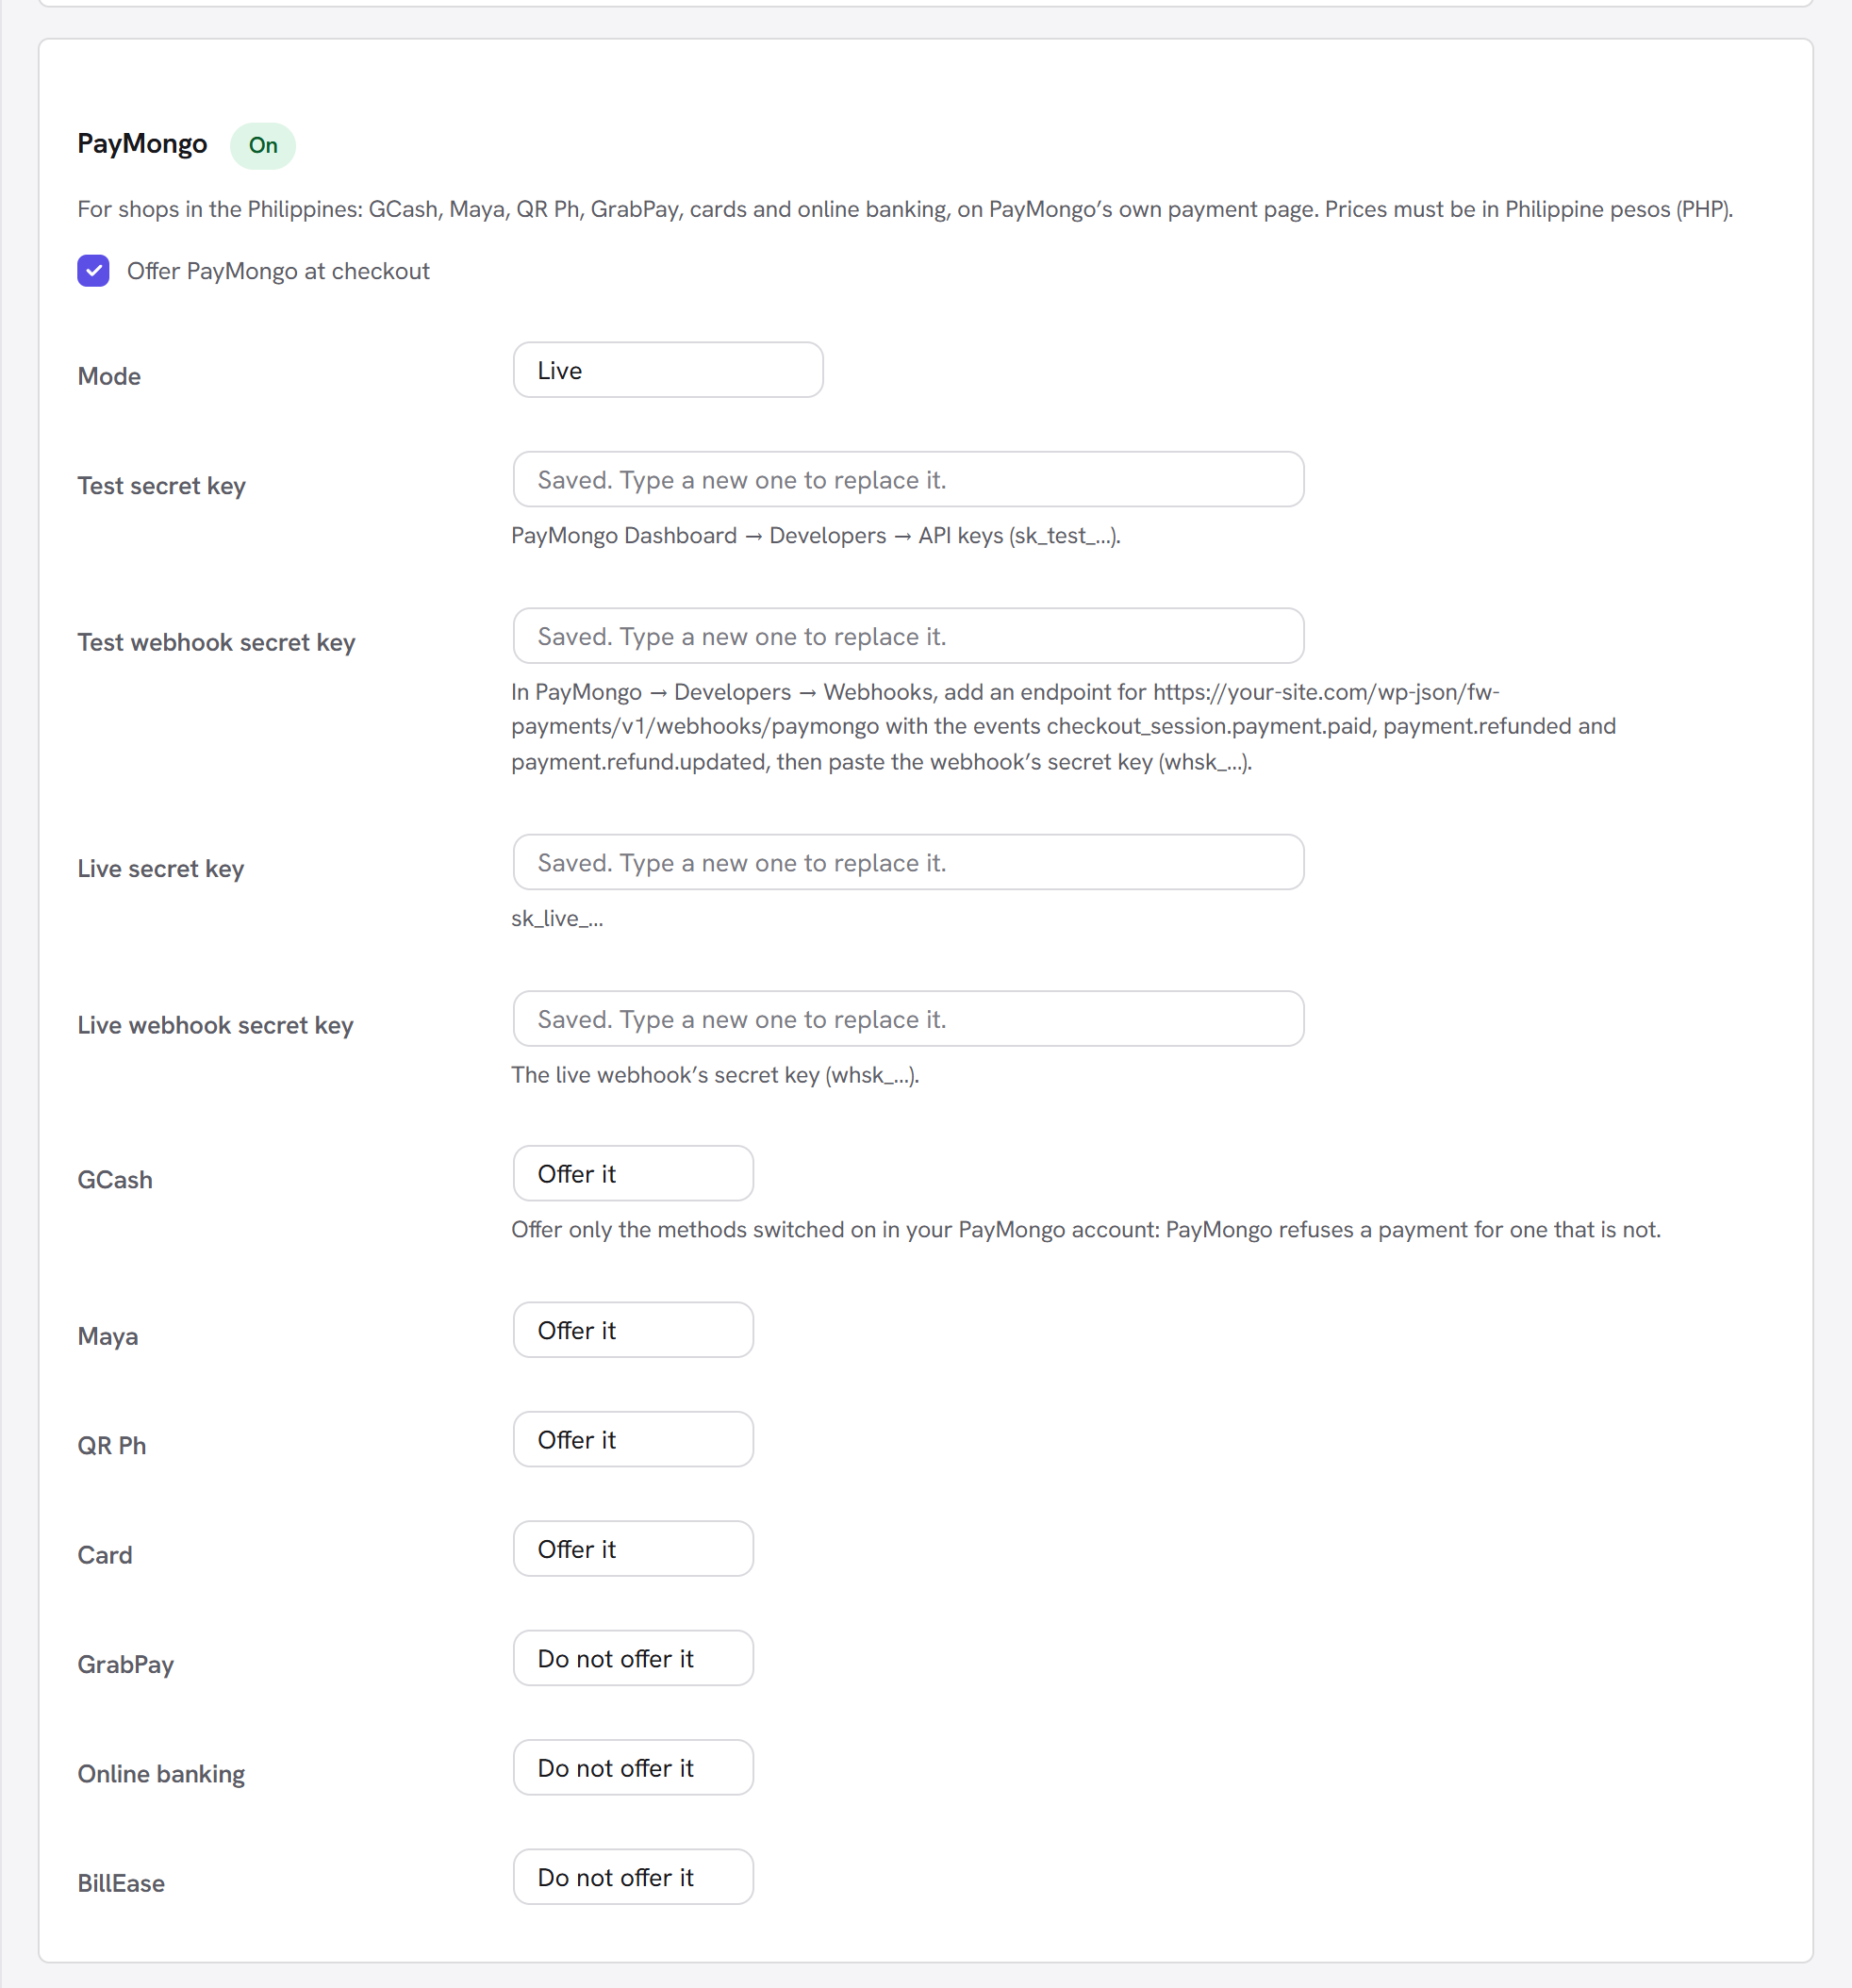 PayMongo On
For shops in the Philippines: GCash, Maya, QR Ph, GrabPay, cards and online banking, on PayMongo’s own payment page. Prices must be in Philippine pesos (PHP).
Offer PayMongo at checkout
Mode Live
Test secret key Saved. Type a new one to replace it.
PayMongo Dashboard → Developers → API keys (sk_test_…).
Test webhook secret key Saved. Type a new one to replace it.
In PayMongo → Developers → Webhooks, add an endpoint for https://your-site.com/wp-json/fw-
payments/v1/webhooks/paymongo with the events checkout_session.payment.paid, payment.refunded and
payment.refund.updated, then paste the webhook’s secret key (whsk_…).
Live secret key Saved. Type a new one to replace it.
sk_live_…
Live webhook secret key Saved. Type a new one to replace it.
The live webhook’s secret key (whsk_…).
GCash Offer it
Offer only the methods switched on in your PayMongo account: PayMongo refuses a payment for one that is not.
Maya Offer it
QR Ph Offer it
Card Offer it
GrabPay Do not offer it
Online banking Do not offer it
BillEase Do not offer it